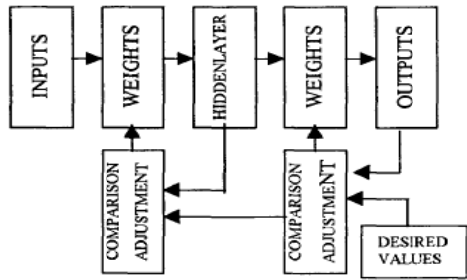 INPUTS
WEIGHTS
HIDDENLAYER
WEIGHTS
OUTPUTS
COMPARISON
ADJUSTMENT
COMPARISON
ADJUSTMENT
DESIRED
VALUES